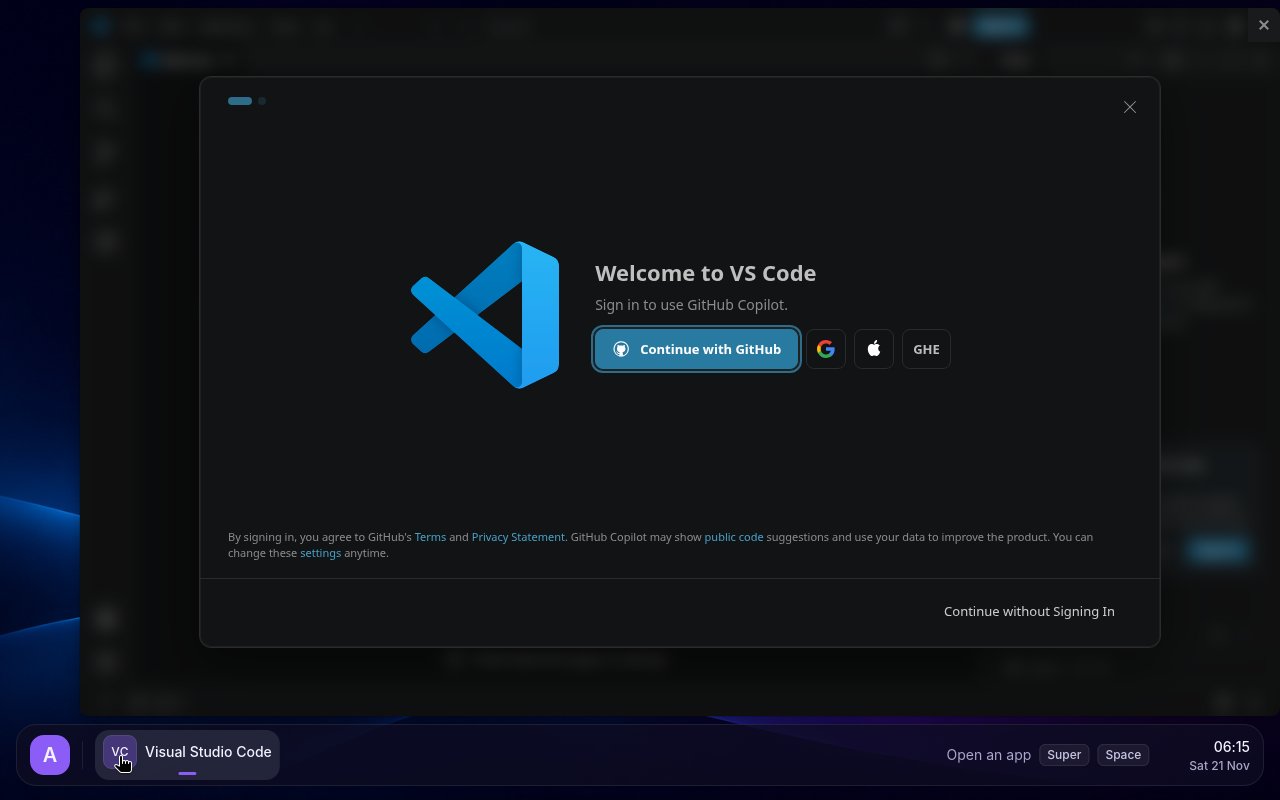 Welcome to VS Code
Sign in to use GitHub Copilot.
Continue with GitHub
GHE
By signing in, you agree to GitHub's Terms and Privacy Statement. GitHub Copilot may show public code suggestions and use your data to improve the product. You can
change these settings anytime.
Continue without Signing In
A
VC
Visual Studio Code
Open an app
Super
Space
06:15
Sat 21 Nov